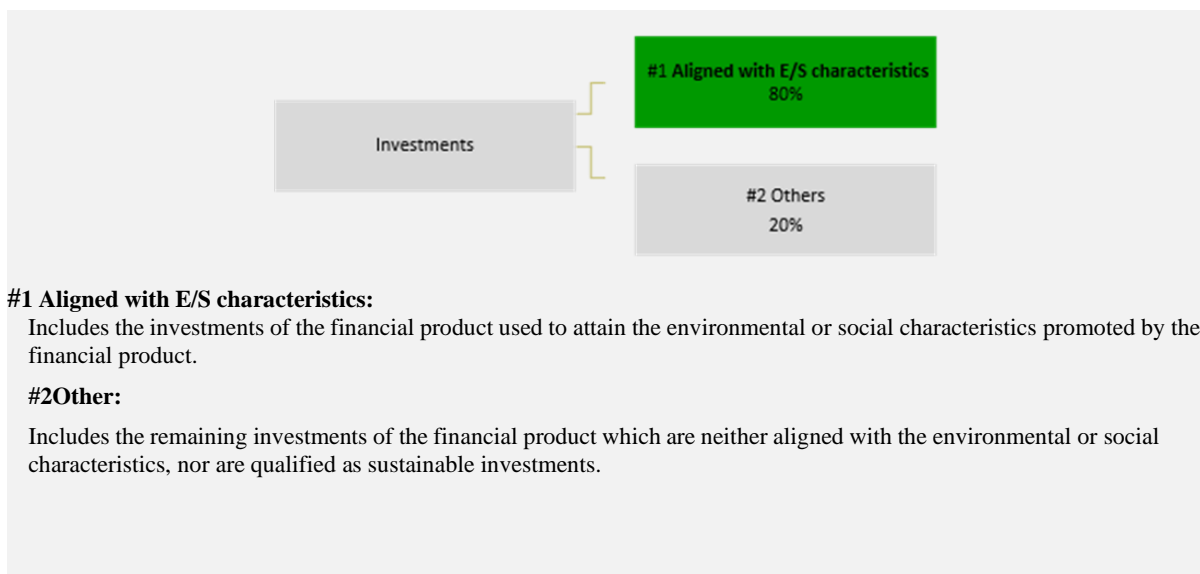 #1 Aligned with E/S characteristics
80%
Investments
#2 Others
20%
#1 Aligned with E/S characteristics:
Includes the investments of the financial product used to attain the environmental or social characteristics promoted by the
financial product.
#2Other:
Includes the remaining investments of the financial product which are neither aligned with the environmental or social
characteristics, nor are qualified as sustainable investments.